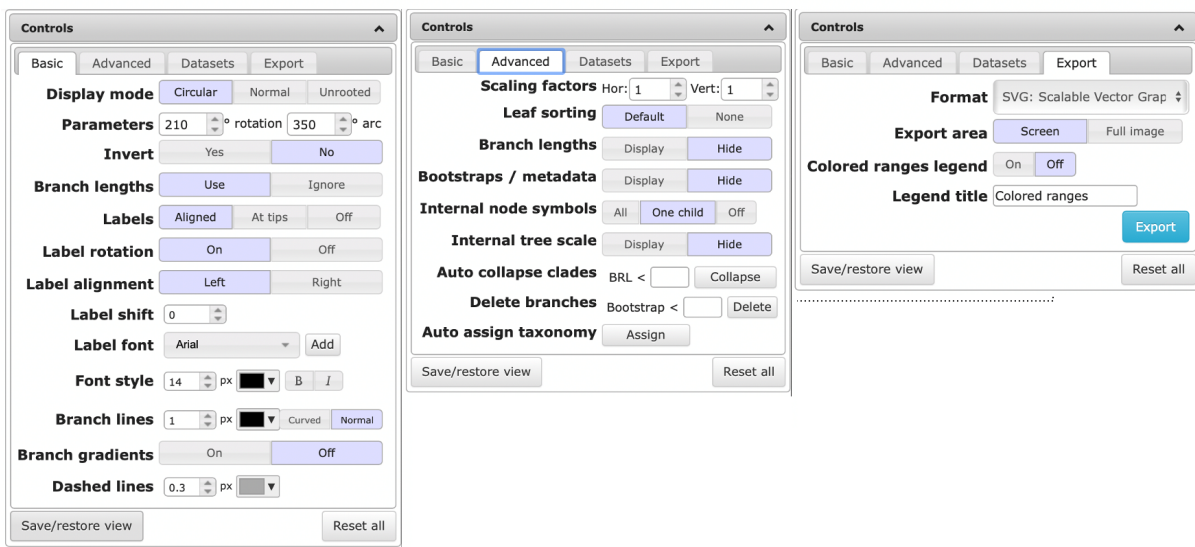 Controls
Basic Advanced Datasets Export
Display mode Circular Normal Unrooted
Parameters 210 ° rotation 350 ° arc
Invert Yes No
Branch lengths Use Ignore
Labels Aligned At tips Off
Label rotation On Off
Label alignment Left Right
Label shift 0
Label font Arial Add
Font style 14 px B I
Branch lines 1 px Curved Normal
Branch gradients On Off
Dashed lines 0.3 px
Save/restore view Reset all
Controls
Basic Advanced Datasets Export
Scaling factors Hor: 1 Vert: 1
Leaf sorting Default None
Branch lengths Display Hide
Bootstraps / metadata Display Hide
Internal node symbols All One child Off
Internal tree scale Display Hide
Auto collapse clades BRL < Collapse
Delete branches Bootstrap < Delete
Auto assign taxonomy Assign
Save/restore view Reset all
Controls
Basic Advanced Datasets Export
Format SVG: Scalable Vector Grap
Export area Screen Full image
Colored ranges legend On Off
Legend title Colored ranges
Export
Save/restore view Reset all